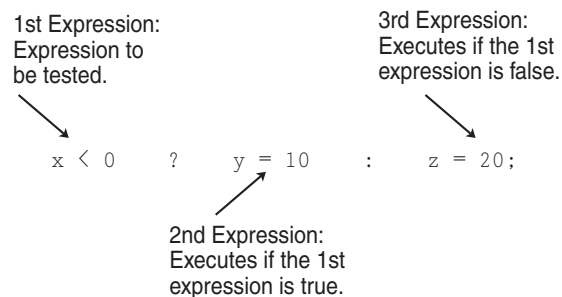 1st Expression:
Expression to
be tested.
3rd Expression:
Executes if the 1st
expression is false.
x < 0 ? y = 10 : z = 20;
2nd Expression:
Executes if the 1st
expression is true.